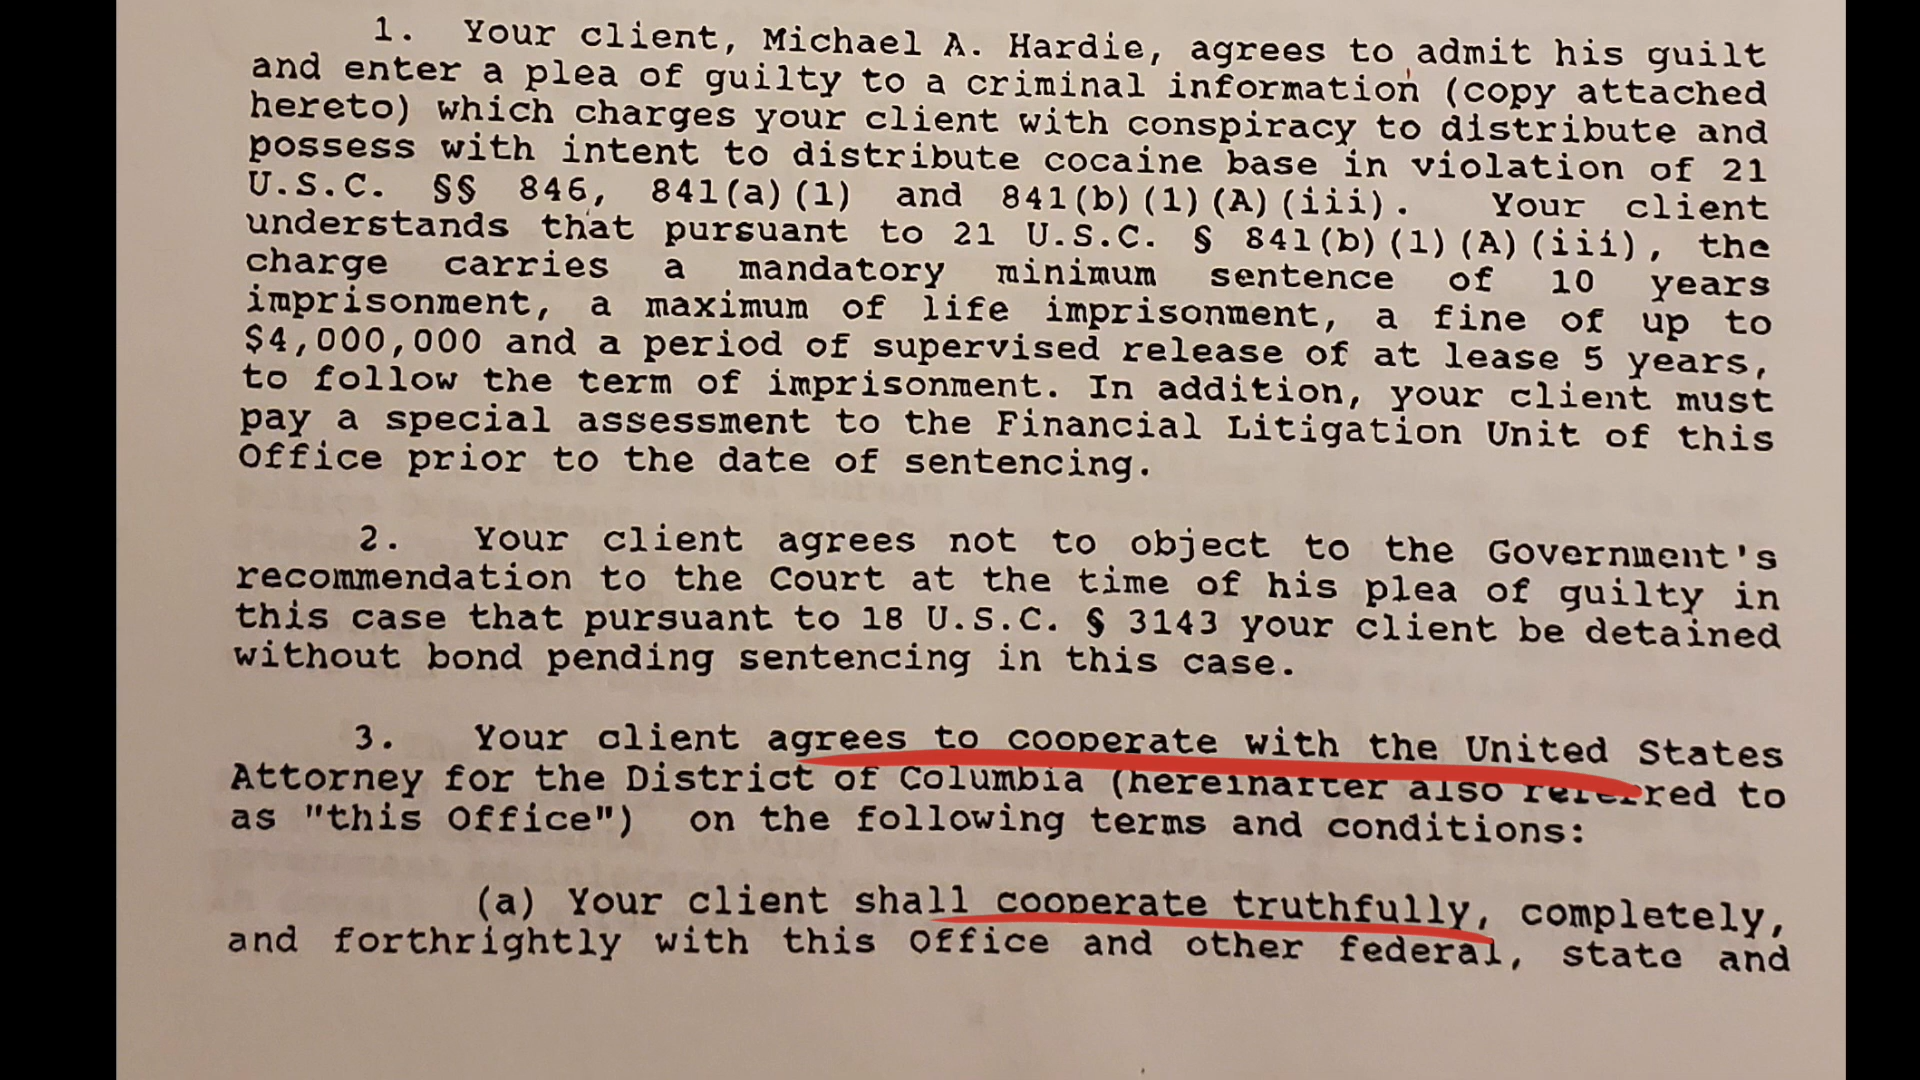 1. Your client, Michael A. Hardie, agrees to admit his guilt
and enter a plea of guilty to a criminal information (copy attached
hereto) which charges your client with conspiracy to distribute and
possess with intent to distribute cocaine base in violation of 21
U.S.C. §§ 846, 841(a)(1) and 841(b)(1)(A)(iii). Your client
understands that pursuant to 21 U.S.C. § 841(b)(1)(A)(iii), the
charge carries a mandatory minimum sentence of 10 years
imprisonment, a maximum of life imprisonment, a fine of up to
$4,000,000 and a period of supervised release of at lease 5 years,
to follow the term of imprisonment. In addition, your client must
pay a special assessment to the Financial Litigation Unit of this
Office prior to the date of sentencing.
2. Your client agrees not to object to the Government's
recommendation to the Court at the time of his plea of guilty in
this case that pursuant to 18 U.S.C. § 3143 your client be detained
without bond pending sentencing in this case.
3. Your client agrees to cooperate with the United States
Attorney for the District of Columbia (hereinafter also referred to
as "this Office") on the following terms and conditions:
(a) Your client shall cooperate truthfully, completely,
and forthrightly with this Office and other federal, state and